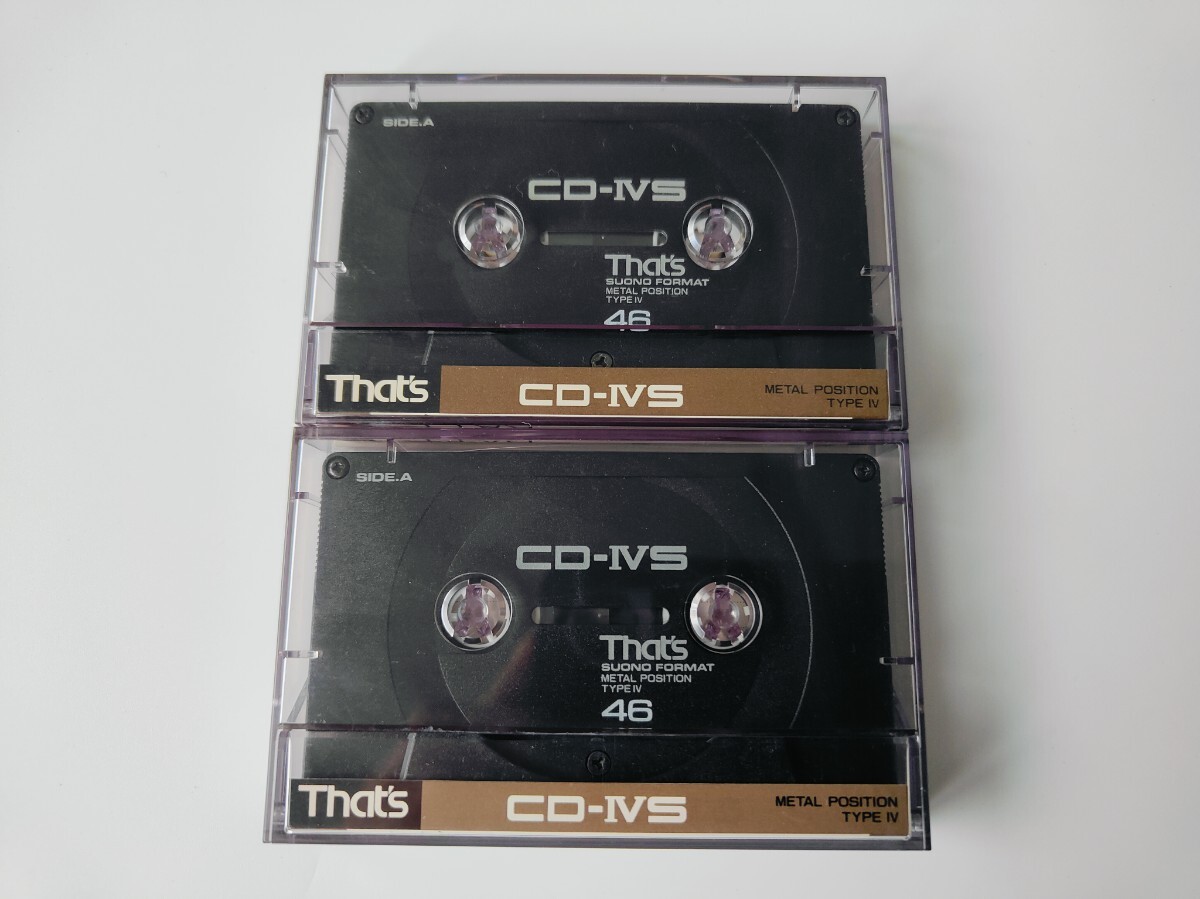 SIDE.A
CD-IVS
That's
SUONO FORMAT
METAL POSITION
TYPE IV
46
That's
CD-IVS
METAL POSITION
TYPE IV
SIDE.A
CD-IVS
That's
SUONO FORMAT
METAL POSITION
TYPE IV
46
That's
CD-IVS
METAL POSITION
TYPE IV